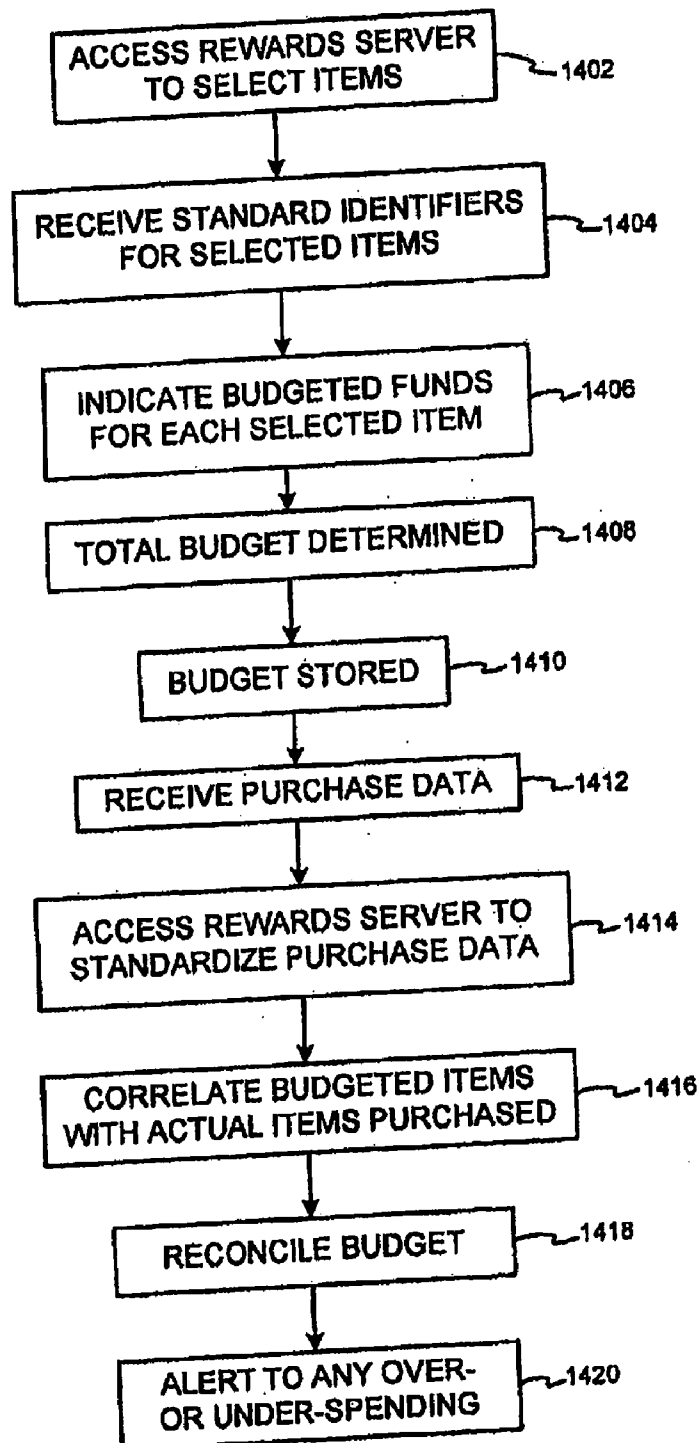 ACCESS REWARDS SERVER
TO SELECT ITEMS
1402
RECEIVE STANDARD IDENTIFIERS
FOR SELECTED ITEMS
1404
INDICATE BUDGETED FUNDS
FOR EACH SELECTED ITEM
1406
TOTAL BUDGET DETERMINED
1408
BUDGET STORED
1410
RECEIVE PURCHASE DATA
1412
ACCESS REWARDS SERVER TO
STANDARDIZE PURCHASE DATA
1414
CORRELATE BUDGETED ITEMS
WITH ACTUAL ITEMS PURCHASED
1416
RECONCILE BUDGET
1418
ALERT TO ANY OVER-
OR UNDER-SPENDING
1420